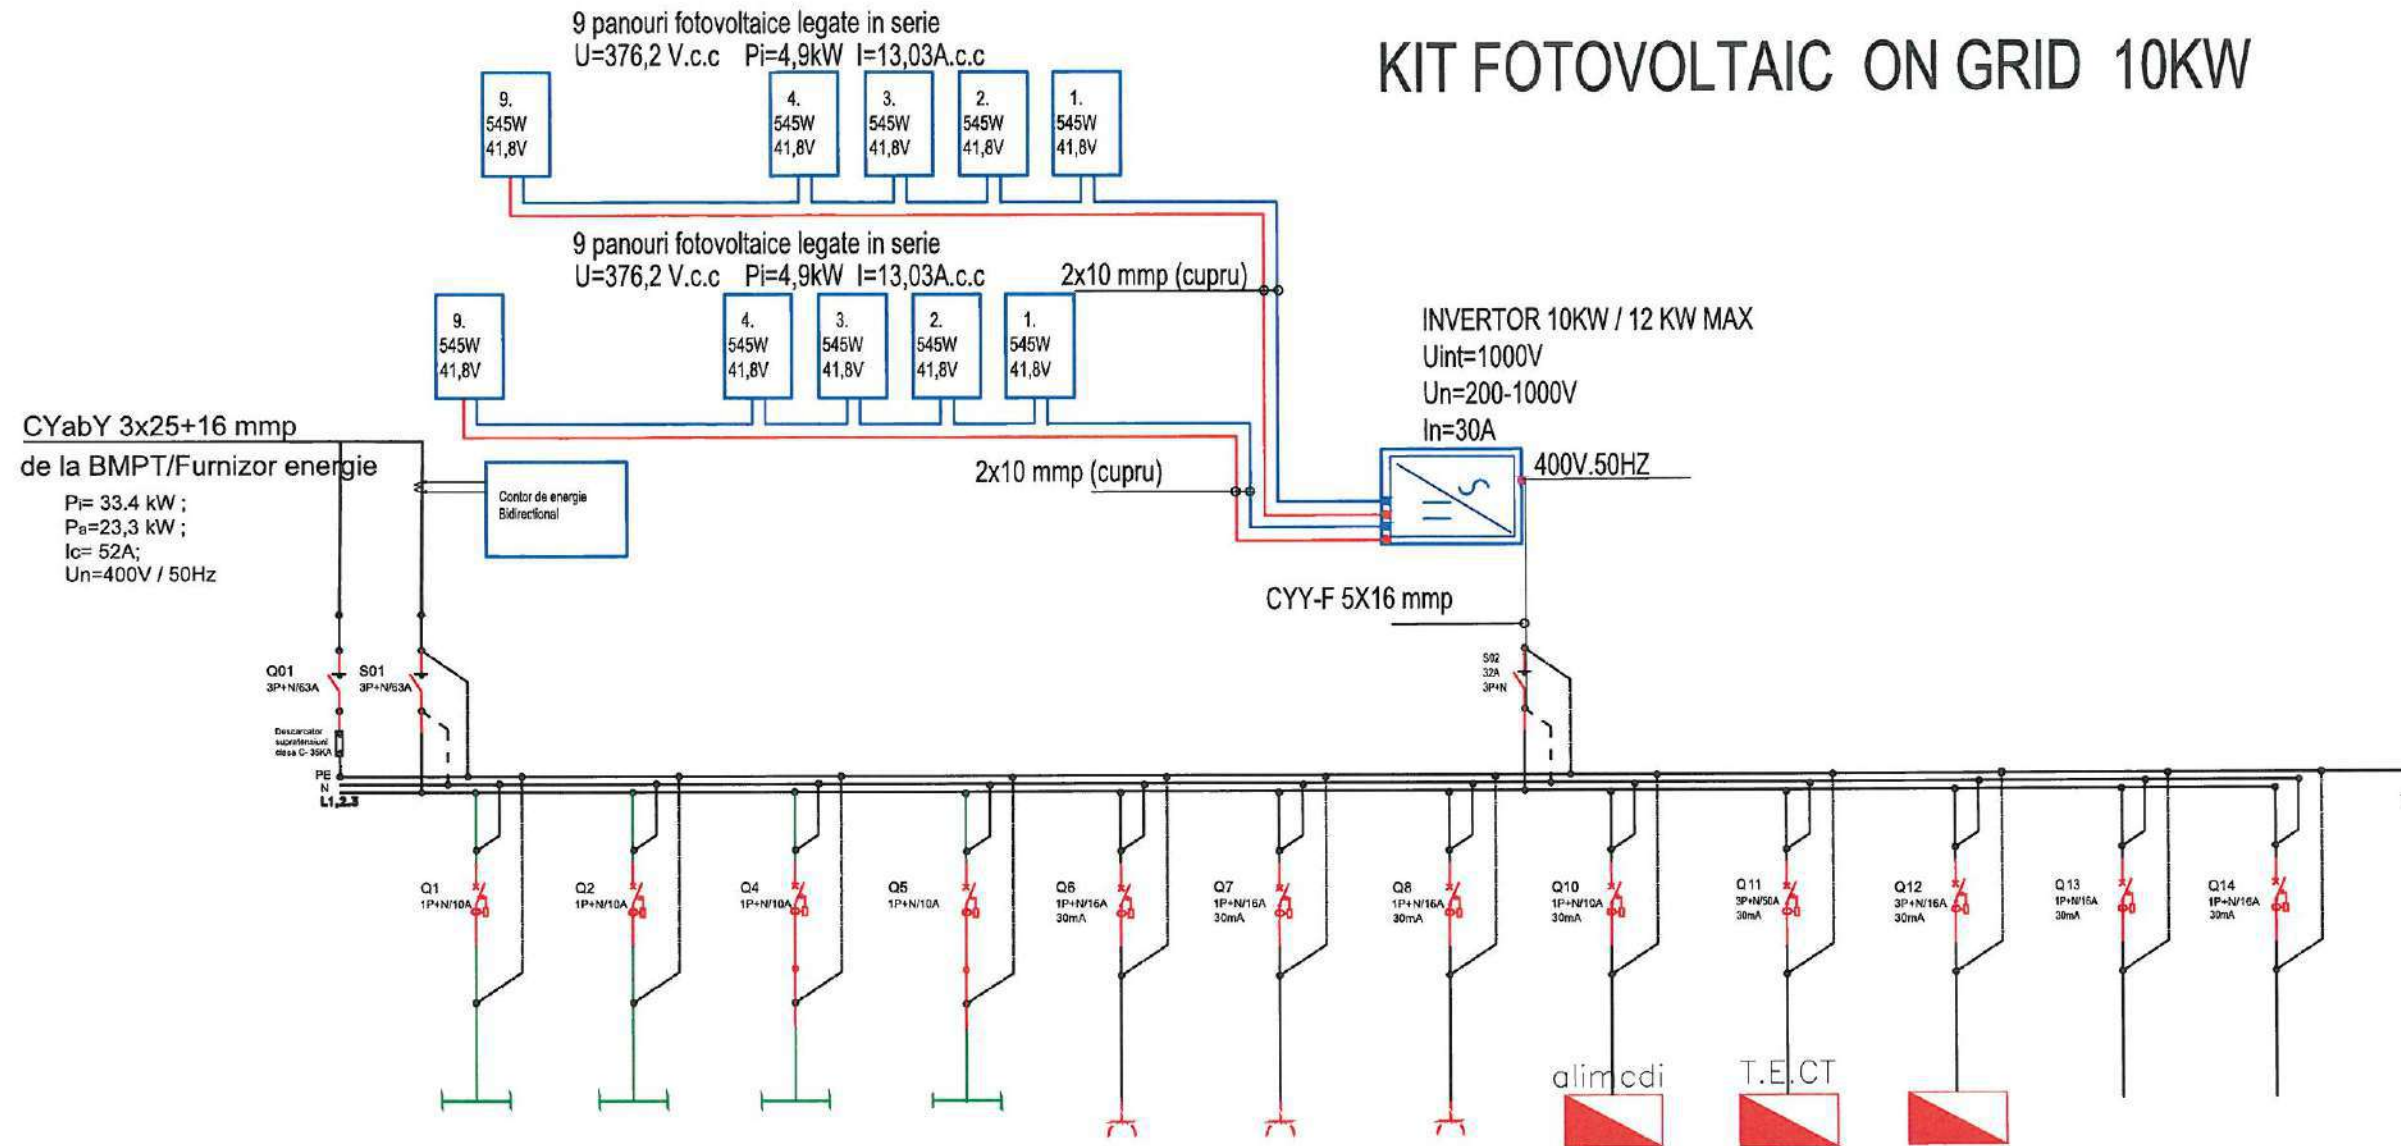 KIT FOTOVOLTAIC ON GRID 10KW
9 panouri fotovoltaice legate in serie
U=376,2 V.c.c Pi=4,9kW I=13,03A.c.c
9.
545W
41,8V
4.
545W
41,8V
3.
545W
41,8V
2.
545W
41,8V
1.
545W
41,8V
9 panouri fotovoltaice legate in serie
U=376,2 V.c.c Pi=4,9kW I=13,03A.c.c
2x10 mmp (cupru)
9.
545W
41,8V
4.
545W
41,8V
3.
545W
41,8V
2.
545W
41,8V
1.
545W
41,8V
INVERTOR 10KW / 12 KW MAX
Uint=1000V
Un=200-1000V
In=30A
400V.50HZ
2x10 mmp (cupru)
CYabY 3x25+16 mmp
de la BMPT/Furnizor energie
Pi= 33.4 kW ;
Pa=23,3 kW ;
Ic= 52A;
Un=400V / 50Hz
Contor de energie
Bidirectional
CYY-F 5X16 mmp
Q01
3P+N/63A
S01
3P+N/63A
S02
32A
3P+N
Descarcator
supratensiuni
clasa C- 35KA
PE
N
L1,2.3
Q1
1P+N/10A
Q2
1P+N/10A
Q4
1P+N/10A
Q5
1P+N/10A
Q6
1P+N/16A
30mA
Q7
1P+N/16A
30mA
Q8
1P+N/16A
30mA
Q10
1P+N/10A
30mA
Q11
3P+N/50A
30mA
Q12
3P+N/16A
30mA
Q13
1P+N/16A
30mA
Q14
1P+N/16A
30mA
alim cdi
T.E.CT